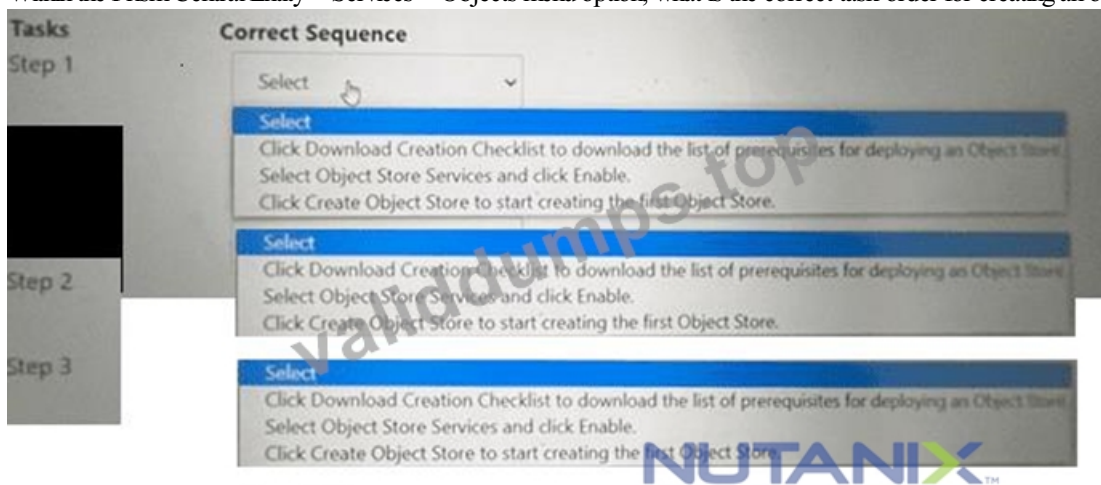 Tasks
Correct Sequence
Step 1
Select
Select
Click Download Creation Checklist to download the list of prerequisites for deploying an Object Store.
Select Object Store Services and click Enable.
Click Create Object Store to start creating the first Object Store.
Step 2
Select
Click Download Creation Checklist to download the list of prerequisites for deploying an Object Store.
Select Object Store Services and click Enable.
Click Create Object Store to start creating the first Object Store.
Step 3
Select
Click Download Creation Checklist to download the list of prerequisites for deploying an Object Store.
Select Object Store Services and click Enable.
Click Create Object Store to start creating the first Object Store.
validdumps.top
NUTANIX™